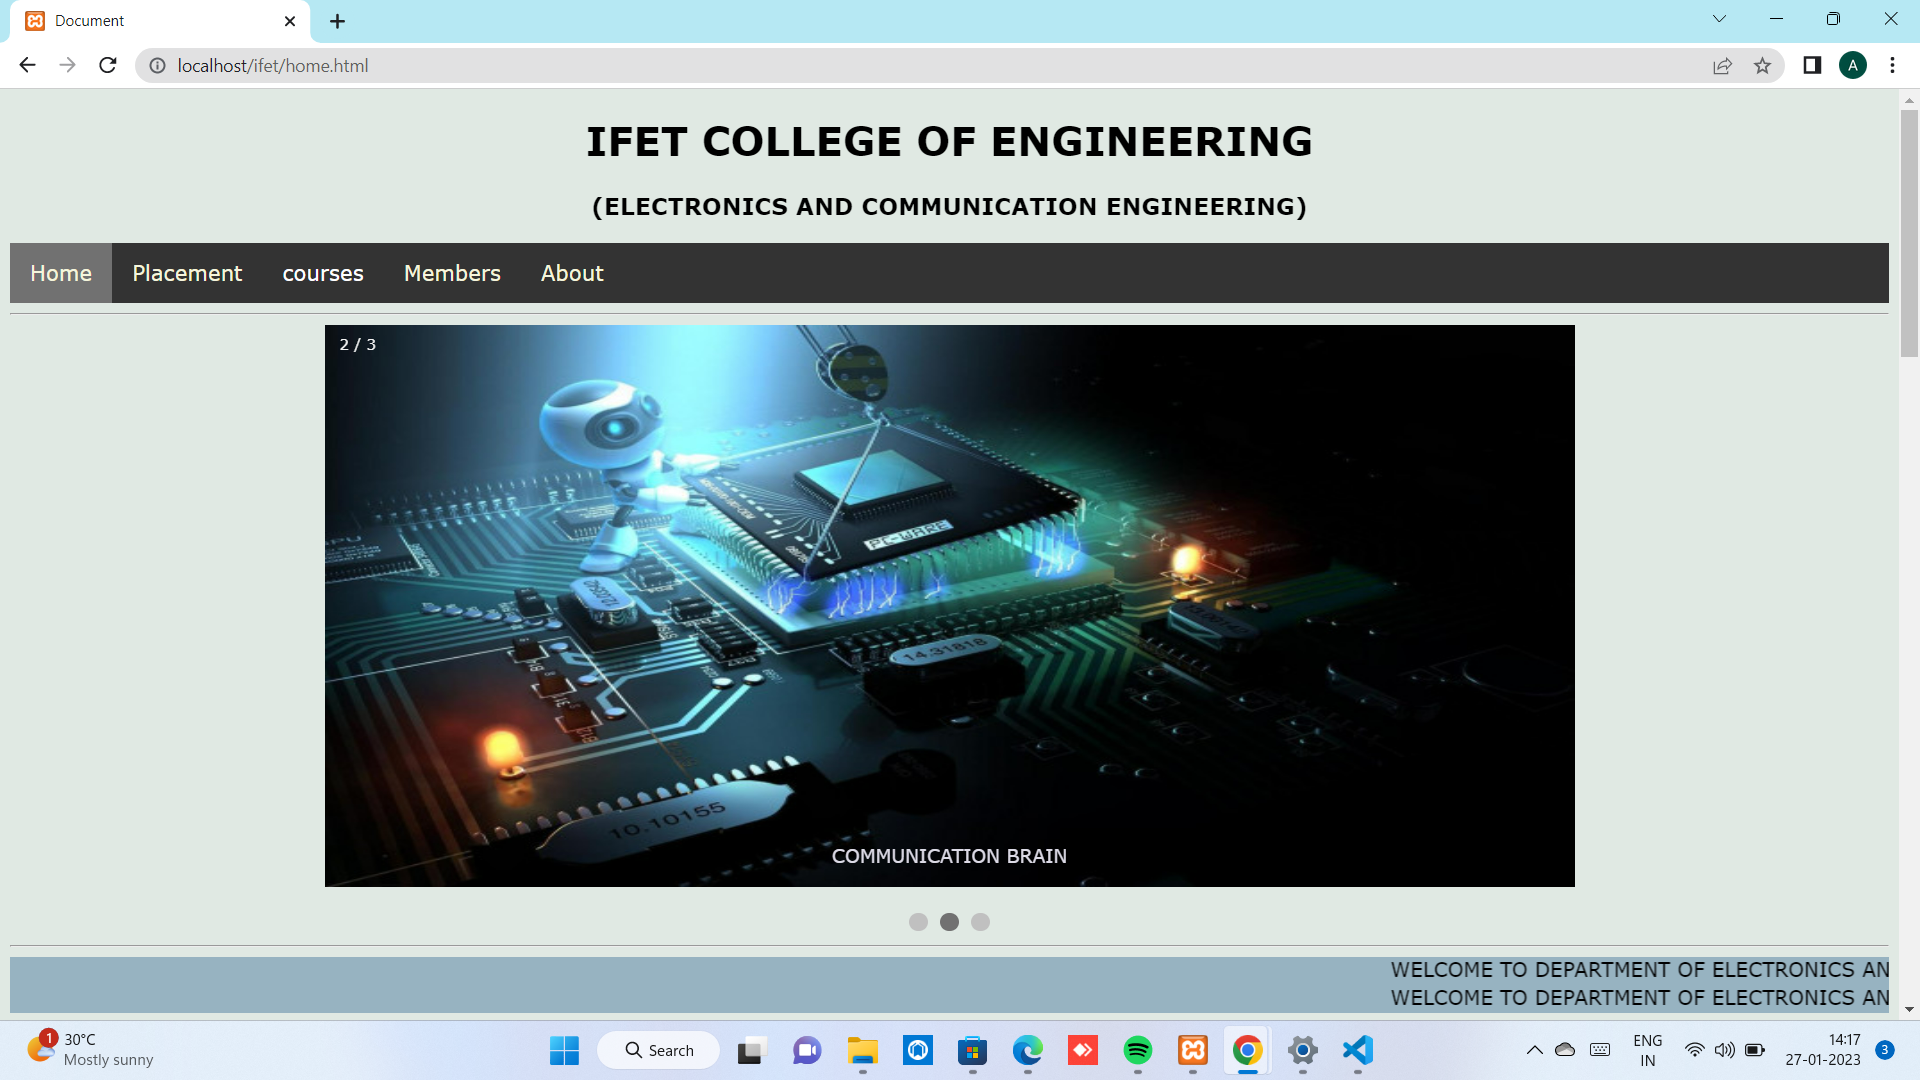 Document
localhost/ifet/home.html
A
IFET COLLEGE OF ENGINEERING
(ELECTRONICS AND COMMUNICATION ENGINEERING)
Home Placement courses Members About
2 / 3
PC-WARE
14.31818
10.10155
COMMUNICATION BRAIN
WELCOME TO DEPARTMENT OF ELECTRONICS AN
WELCOME TO DEPARTMENT OF ELECTRONICS AN
1
30°C
Mostly sunny
Search
ENG
IN
14:17
27-01-2023
3